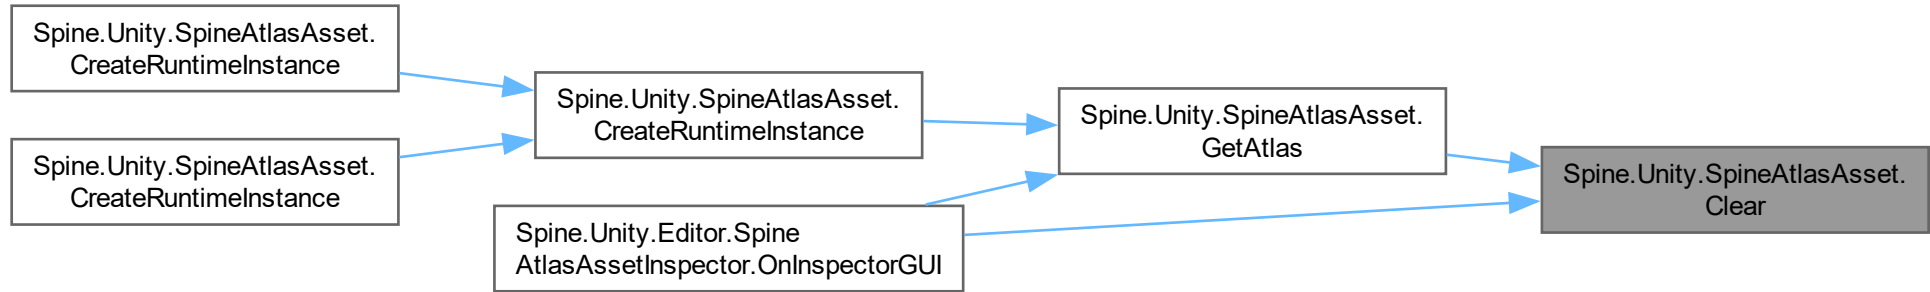 Spine.Unity.SpineAtlasAsset.
CreateRuntimeInstance
Spine.Unity.SpineAtlasAsset.
CreateRuntimeInstance
Spine.Unity.SpineAtlasAsset.
CreateRuntimeInstance
Spine.Unity.Editor.Spine
AtlasAssetInspector.OnInspectorGUI
Spine.Unity.SpineAtlasAsset.
GetAtlas
Spine.Unity.SpineAtlasAsset.
Clear